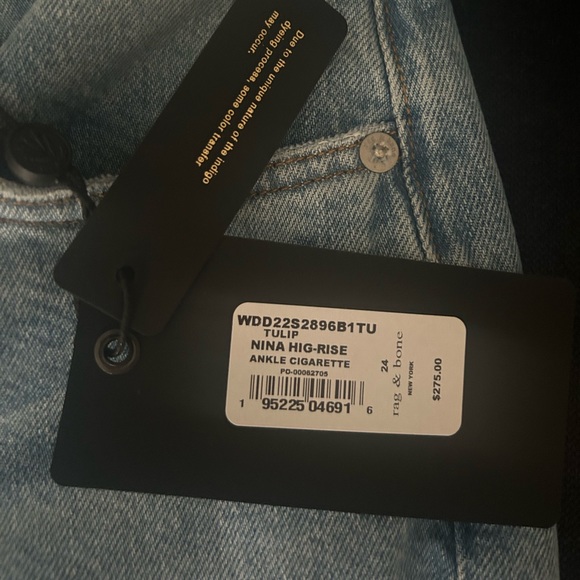 Due to the unique nature of the indigo
dyeing process, some color transfer
may occur.
WDD22S2896B1TU
TULIP
NINA HIG-RISE
ANKLE CIGARETTE
PO-00062705
1 95225 04691 6
24
rag & bone
NEW YORK
$275.00